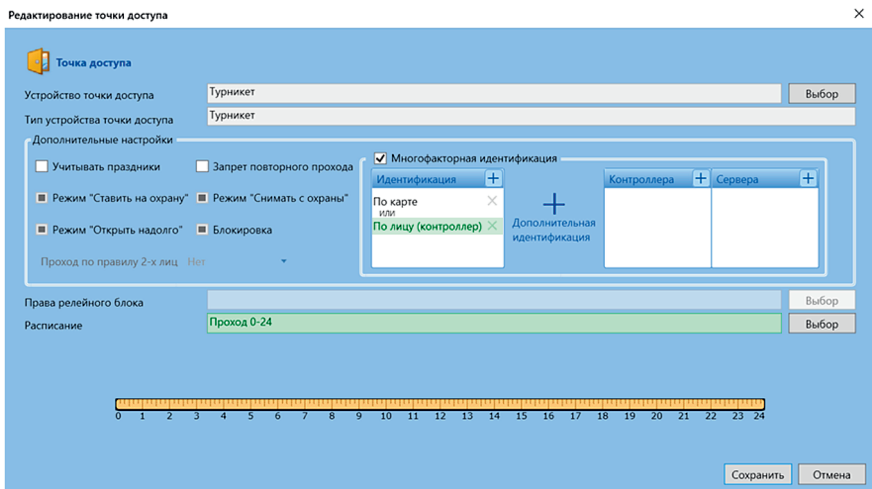 Редактирование точки доступа
Точка доступа
Устройство точки доступа Турникет Выбор
Тип устройства точки доступа Турникет
Дополнительные настройки
Учитывать праздники Запрет повторного прохода
Режим "Ставить на охрану" Режим "Снимать с охраны"
Режим "Открыть надолго" Блокировка
Проход по правилу 2-х лиц Нет
Многофакторная идентификация
Идентификация
По карте
или
По лицу (контроллер)
Дополнительная
идентификация
Контроллера Сервера
Права релейного блока Выбор
Расписание Проход 0-24 Выбор
0 1 2 3 4 5 6 7 8 9 10 11 12 13 14 15 16 17 18 19 20 21 22 23 24
Сохранить Отмена